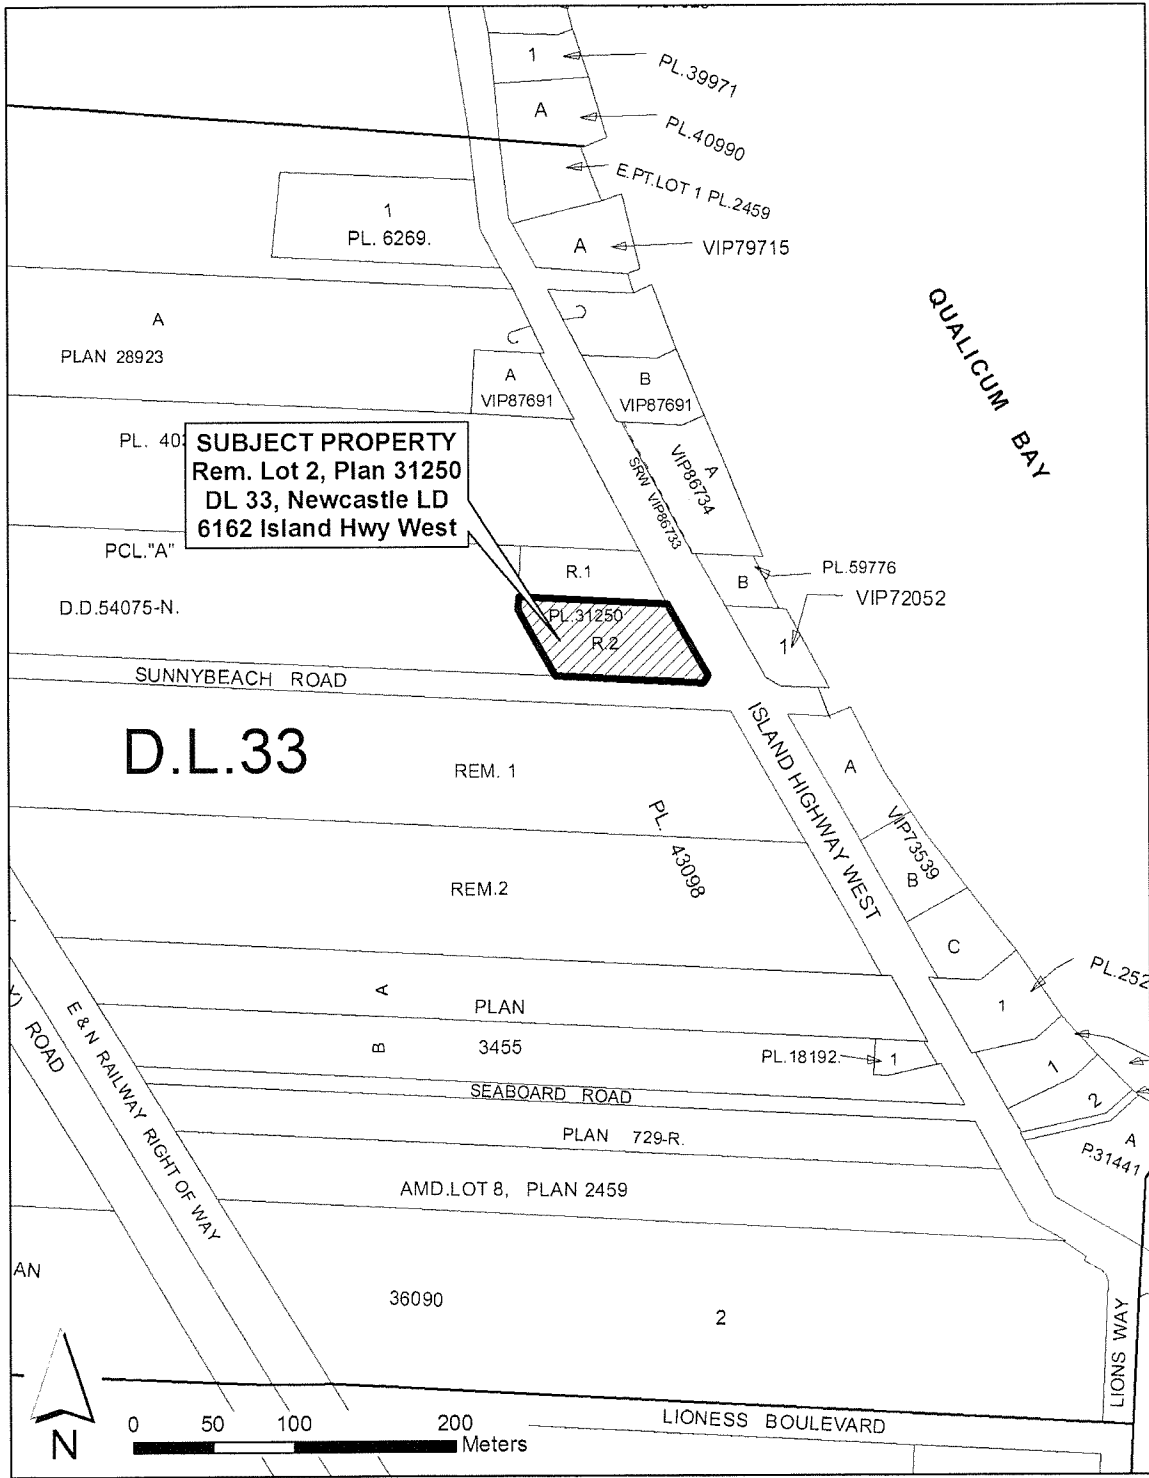 1
PL.39971
A
PL.40990
E.PT.LOT 1 PL.2459
1
PL. 6269.
A
VIP79715
QUALICUM BAY
A
PLAN 28923
A
VIP87691
B
VIP87691
A
VIP86734
SRW VIP86733
PL. 40
SUBJECT PROPERTY
Rem. Lot 2, Plan 31250
DL 33, Newcastle LD
6162 Island Hwy West
PCL."A"
D.D.54075-N.
R.1
B
PL.59776
VIP72052
1
PL.31250
R.2
SUNNYBEACH ROAD
D.L.33
ISLAND HIGHWAY WEST
REM. 1
PL. 43098
A
VIP73539
B
REM.2
C
PL.252
1
A
PLAN
B
3455
PL.18192.
1
1
2
SEABOARD ROAD
A
P.31441
PLAN 729-R.
AMD.LOT 8, PLAN 2459
ROAD
E & N RAILWAY RIGHT OF WAY
AN
36090
2
LIONS WAY
LIONESS BOULEVARD
N
0 50 100 200
Meters